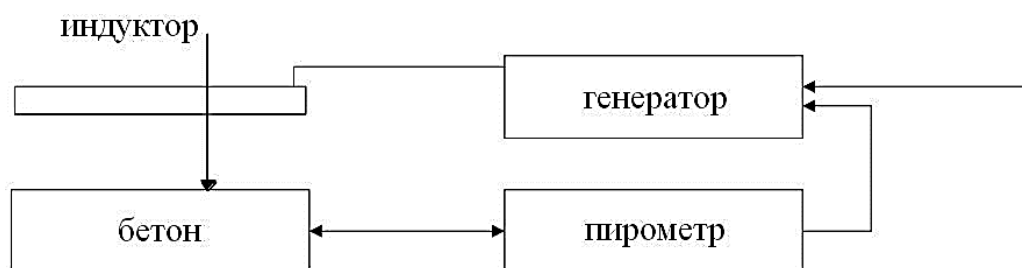 индуктор
генератор
бетон
пирометр